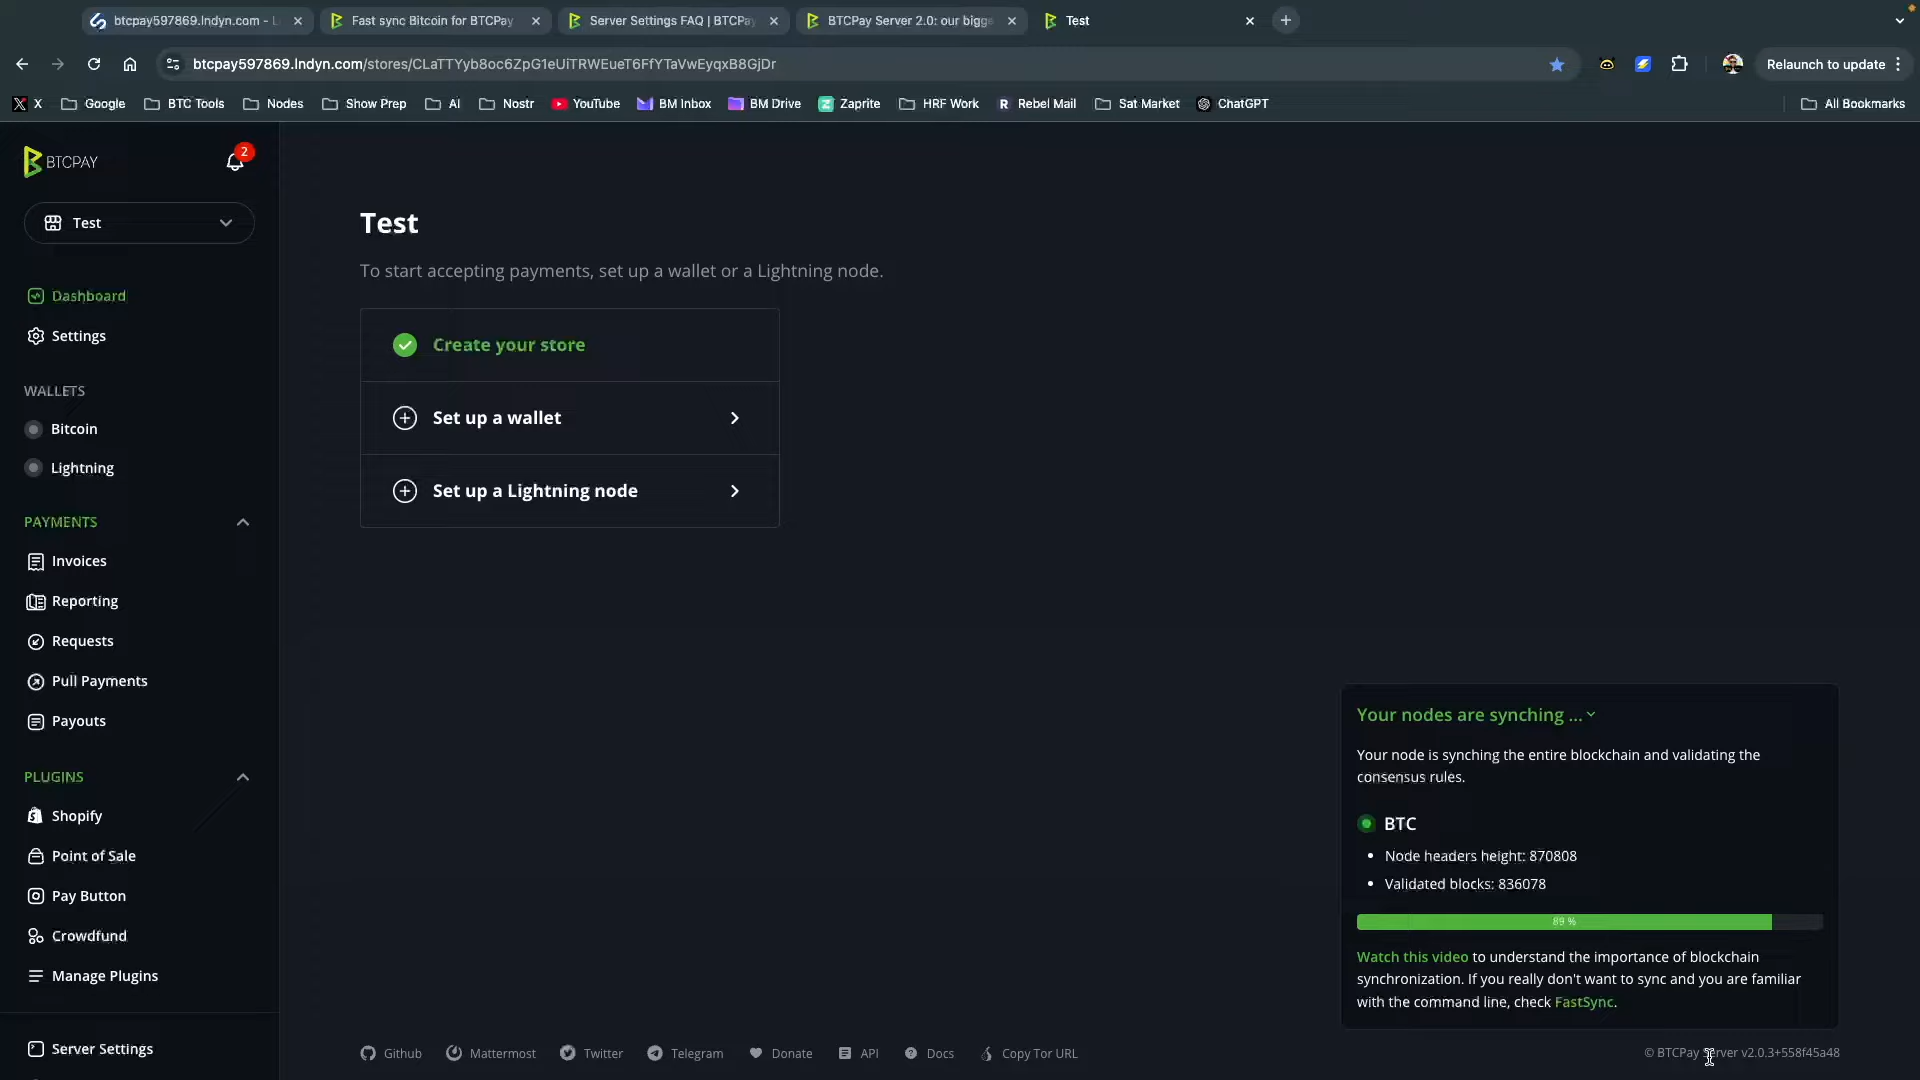 btcpay597869.lndyn.com - L
Fast sync Bitcoin for BTCPay
Server Settings FAQ | BTCPa
BTCPay Server 2.0: our bigge
Test
btcpay597869.lndyn.com/stores/CLaTTYyb8oc6ZpG1eUiTRWEueT6FfYTaVwEyqxB8GjDr
Relaunch to update
X
Google
BTC Tools
Nodes
Show Prep
AI
Nostr
YouTube
BM Inbox
BM Drive
Zaprite
HRF Work
Rebel Mail
Sat Market
ChatGPT
All Bookmarks
BTCPAY
2
Test
Dashboard
Settings
WALLETS
Bitcoin
Lightning
PAYMENTS
Invoices
Reporting
Requests
Pull Payments
Payouts
PLUGINS
Shopify
Point of Sale
Pay Button
Crowdfund
Manage Plugins
Server Settings
Test
To start accepting payments, set up a wallet or a Lightning node.
Create your store
Set up a wallet
Set up a Lightning node
Your nodes are synching ...
Your node is synching the entire blockchain and validating the
consensus rules.
BTC
• Node headers height: 870808
• Validated blocks: 836078
89 %
Watch this video to understand the importance of blockchain
synchronization. If you really don't want to sync and you are familiar
with the command line, check FastSync.
Github
Mattermost
Twitter
Telegram
Donate
API
Docs
Copy Tor URL
© BTCPay Server v2.0.3+558f45a48